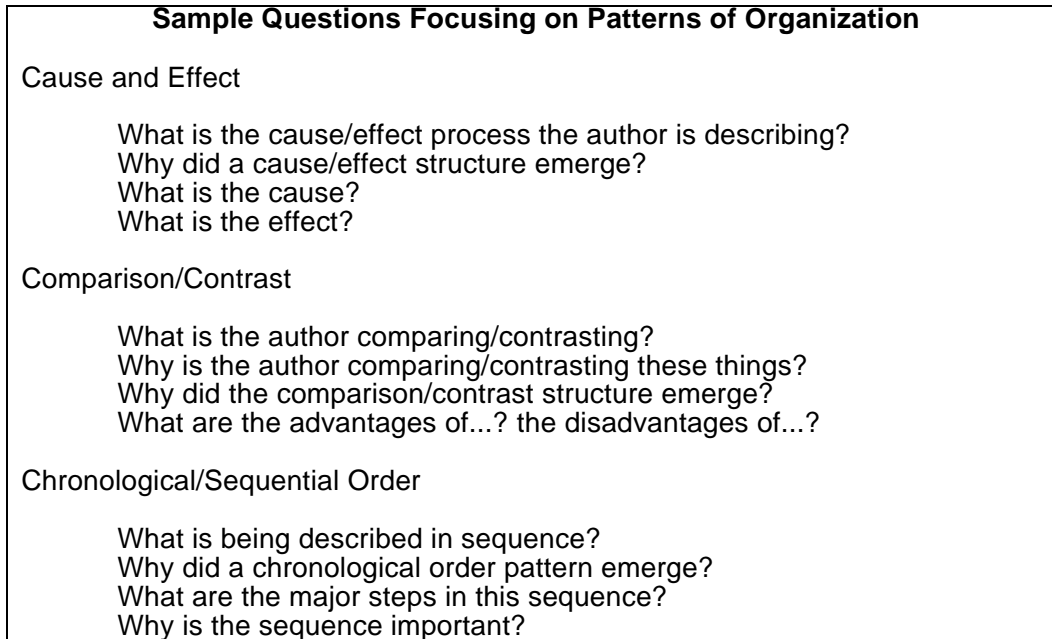 Sample Questions Focusing on Patterns of Organization
Cause and Effect
What is the cause/effect process the author is describing?
Why did a cause/effect structure emerge?
What is the cause?
What is the effect?
Comparison/Contrast
What is the author comparing/contrasting?
Why is the author comparing/contrasting these things?
Why did the comparison/contrast structure emerge?
What are the advantages of...? the disadvantages of...?
Chronological/Sequential Order
What is being described in sequence?
Why did a chronological order pattern emerge?
What are the major steps in this sequence?
Why is the sequence important?